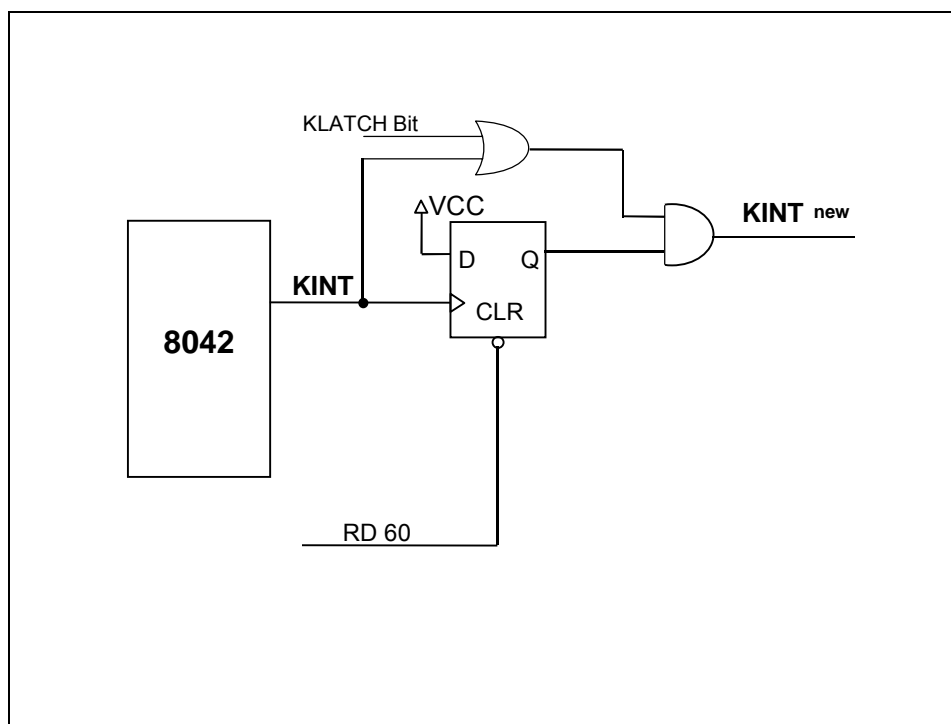 KLATCH Bit
VCC
KINT new
D
Q
KINT
CLR
8042
RD 60